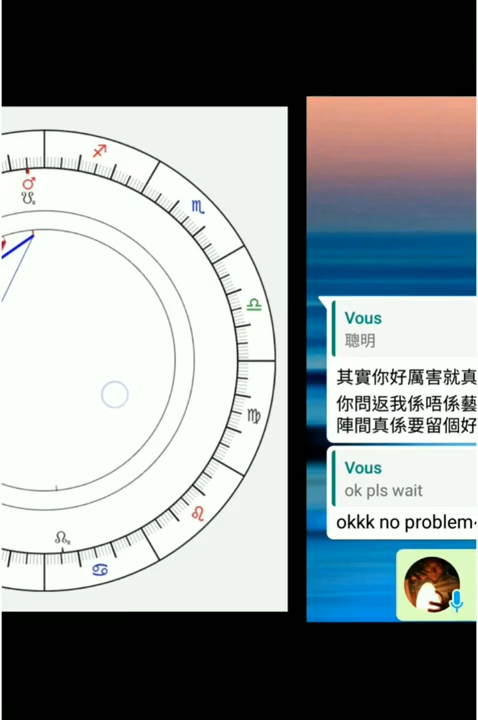 Vous
聰明
其實你好厲害就真
你問返我係唔係藝
陣間真係要留個好
Vous
ok pls wait
okkk no problem